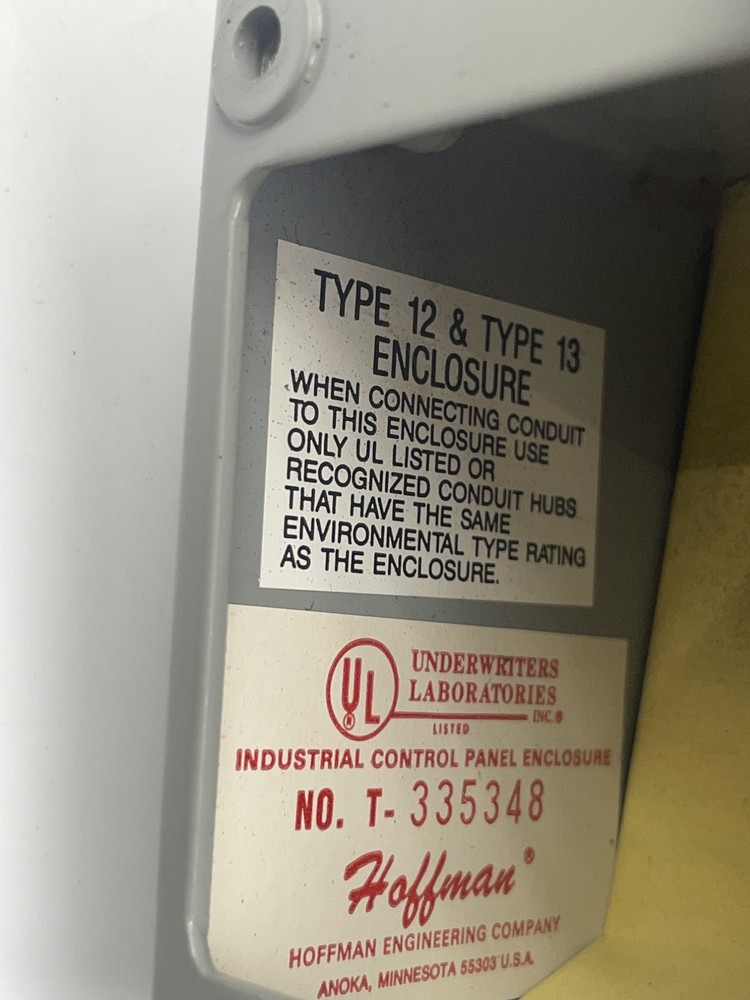 TYPE 12 & TYPE 13
ENCLOSURE
WHEN CONNECTING CONDUIT
TO THIS ENCLOSURE USE
ONLY UL LISTED OR
RECOGNIZED CONDUIT HUBS
THAT HAVE THE SAME
ENVIRONMENTAL TYPE RATING
AS THE ENCLOSURE.
UL ®
UNDERWRITERS
LABORATORIES
INC.®
LISTED
INDUSTRIAL CONTROL PANEL ENCLOSURE
NO. T- 335348
Hoffman®
HOFFMAN ENGINEERING COMPANY
ANOKA, MINNESOTA 55303 U.S.A.